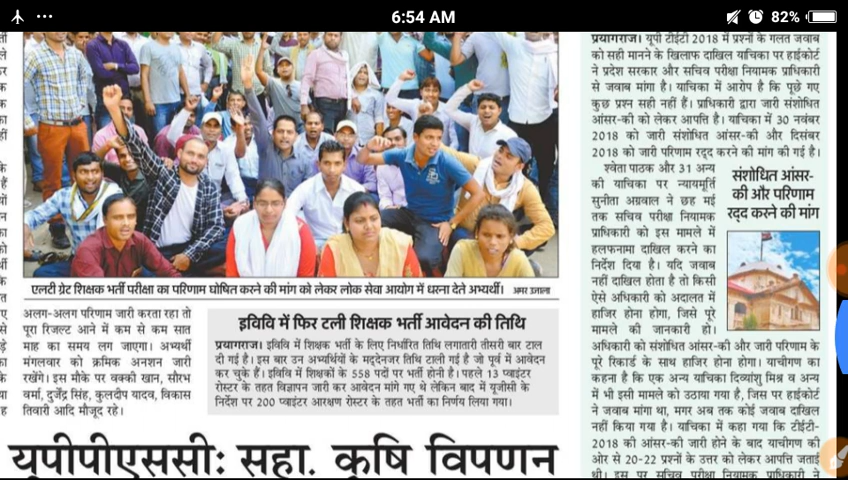 6:54 AM
82%
एलटी ग्रेट शिक्षक भर्ती परीक्षा का परिणाम घोषित करने की मांग को लेकर लोक सेवा आयोग में धरना देते अभ्यर्थी। अमर उजाला
अलग-अलग परिणाम जारी करता रहा तो
पूरा रिजल्ट आने में कम से कम सात
माह का समय लग जाएगा। अभ्यर्थी
मंगलवार को क्रमिक अनशन जारी
रखेंगे। इस मौके पर वक्की खान, सौरभ
वर्मा, दुर्जेंद्र सिंह, कुलदीप यादव, विकास
तिवारी आदि मौजूद रहे।
इविवि में फिर टली शिक्षक भर्ती आवेदन की तिथि
प्रयागराज। इविवि में शिक्षक भर्ती के लिए निर्धारित तिथि लगातारी तीसरी बार टाल
दी गई है। इस बार उन अभ्यर्थियों के मद्देनजर तिथि टाली गई है जो पूर्व में आवेदन
कर चुके हैं। इविवि में शिक्षकों के 558 पदों पर भर्ती होनी है। पहले 13 प्वाइंटर
रोस्टर के तहत विज्ञापन जारी कर आवेदन मांगे गए थे लेकिन बाद में यूजीसी के
निर्देश पर 200 प्वाइंटर आरक्षण रोस्टर के तहत भर्ती का निर्णय लिया गया।
यूपीपीएससी: सहा. कृषि विपणन
प्रयागराज। यूपी टीईटी 2018 में प्रश्नों के गलत जवाब
को सही मानने के खिलाफ दाखिल याचिका पर हाईकोर्ट
ने प्रदेश सरकार और सचिव परीक्षा नियामक प्राधिकारी
से जवाब मांगा है। याचिका में आरोप है कि पूछे गए
कुछ प्रश्न सही नहीं हैं। प्राधिकारी द्वारा जारी संशोधित
आंसर-की को लेकर आपत्ति है। याचिका में 30 नवंबर
2018 को जारी संशोधित आंसर-की और दिसंबर
2018 को जारी परिणाम रद्द करने की मांग की गई है।
श्वेता पाठक और 31 अन्य
की याचिका पर न्यायमूर्ति
सुनीता अग्रवाल ने छह मई
तक सचिव परीक्षा नियामक
प्राधिकारी को इस मामले में
हलफनामा दाखिल करने का
निर्देश दिया है। यदि जवाब
नहीं दाखिल होता है तो किसी
ऐसे अधिकारी को अदालत में
हाजिर होना होगा, जिसे पूरे
मामले की जानकारी हो।
संशोधित आंसर-
की और परिणाम
रद्द करने की मांग
अधिकारी को संशोधित आंसर-की और जारी परिणाम के
पूरे रिकार्ड के साथ हाजिर होना होगा। याचीगण का
कहना है कि एक अन्य याचिका दिव्यांशु मिश्र व अन्य
में भी इसी मामले को उठाया गया है, जिस पर हाईकोर्ट
ने जवाब मांगा था, मगर अब तक कोई जवाब दाखिल
नहीं किया गया है। याचिका में कहा गया कि टीईटी-
2018 की आंसर-की जारी होने के बाद याचीगण की
ओर से 20-22 प्रश्नों के उत्तर को लेकर आपत्ति जताई
थी। इस पर सचिव परीक्षा नियामक प्राधिकारी ने